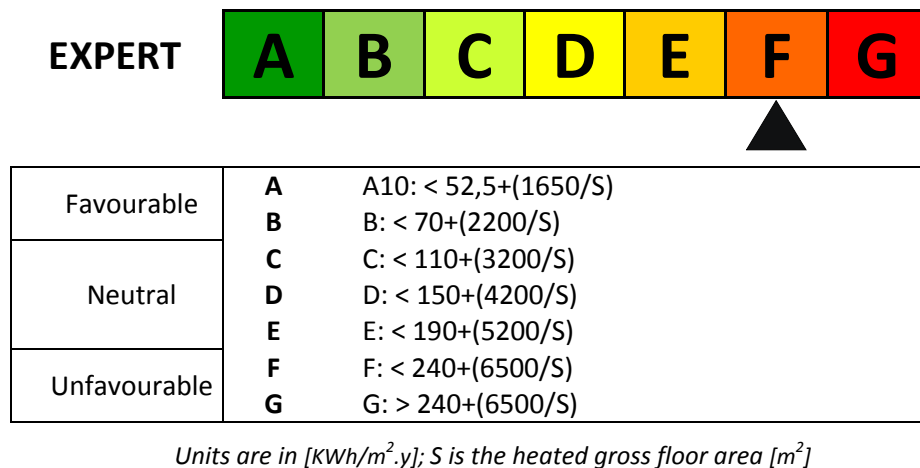 EXPERT A B C D E F G
Favourable
A A10: < 52,5+(1650/S)
B B: < 70+(2200/S)
Neutral
C C: < 110+(3200/S)
D D: < 150+(4200/S)
E E: < 190+(5200/S)
Unfavourable
F F: < 240+(6500/S)
G G: > 240+(6500/S)
Units are in [KWh/m².y]; S is the heated gross floor area [m²]